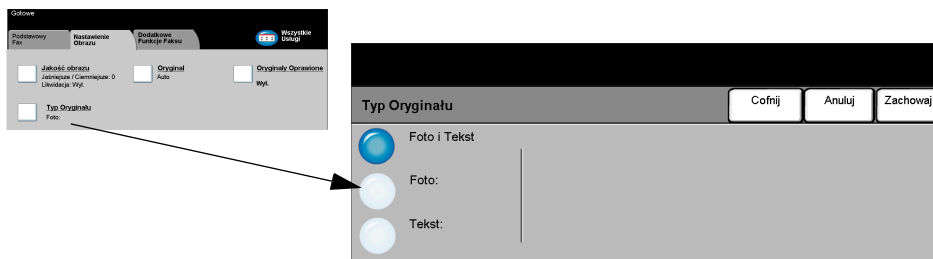 Gotowe
Podstawowy
Fax
Nastawienie
Obrazu
Dodatkowe
Funkcje Faksu
Wszystkie
Usługi
Jakość obrazu
Jaśniejsze / Ciemniejsze: 0
Likwidacja: Wył.
Oryginał
Auto
Oryginały Oprawione
Wył.
Typ Oryginału
Foto:
Typ Oryginału
Cofnij
Anuluj
Zachowaj
Foto i Tekst
Foto:
Tekst: